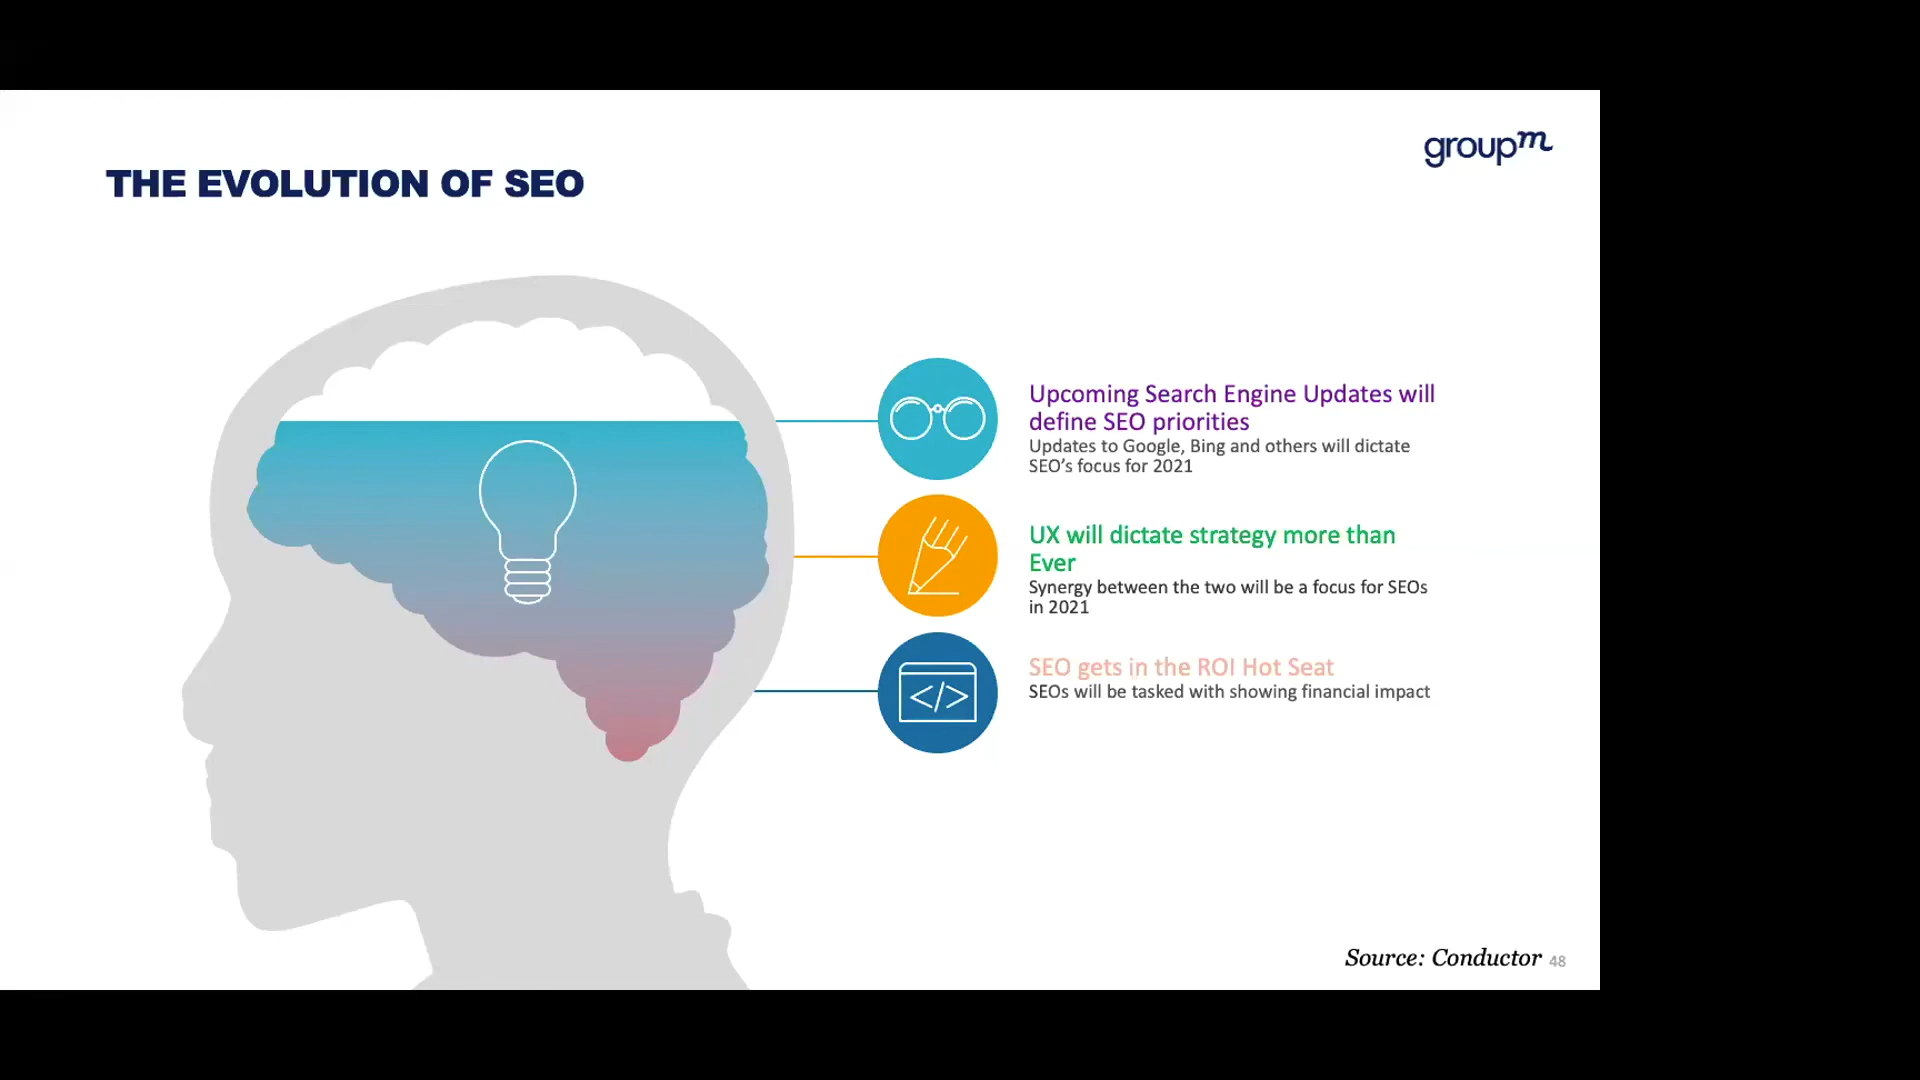 groupm
THE EVOLUTION OF SEO
Upcoming Search Engine Updates will
define SEO priorities
Updates to Google, Bing and others will dictate
SEO’s focus for 2021
UX will dictate strategy more than
Ever
Synergy between the two will be a focus for SEOs
in 2021
</>
SEO gets in the ROI Hot Seat
SEOs will be tasked with showing financial impact
Source: Conductor 48